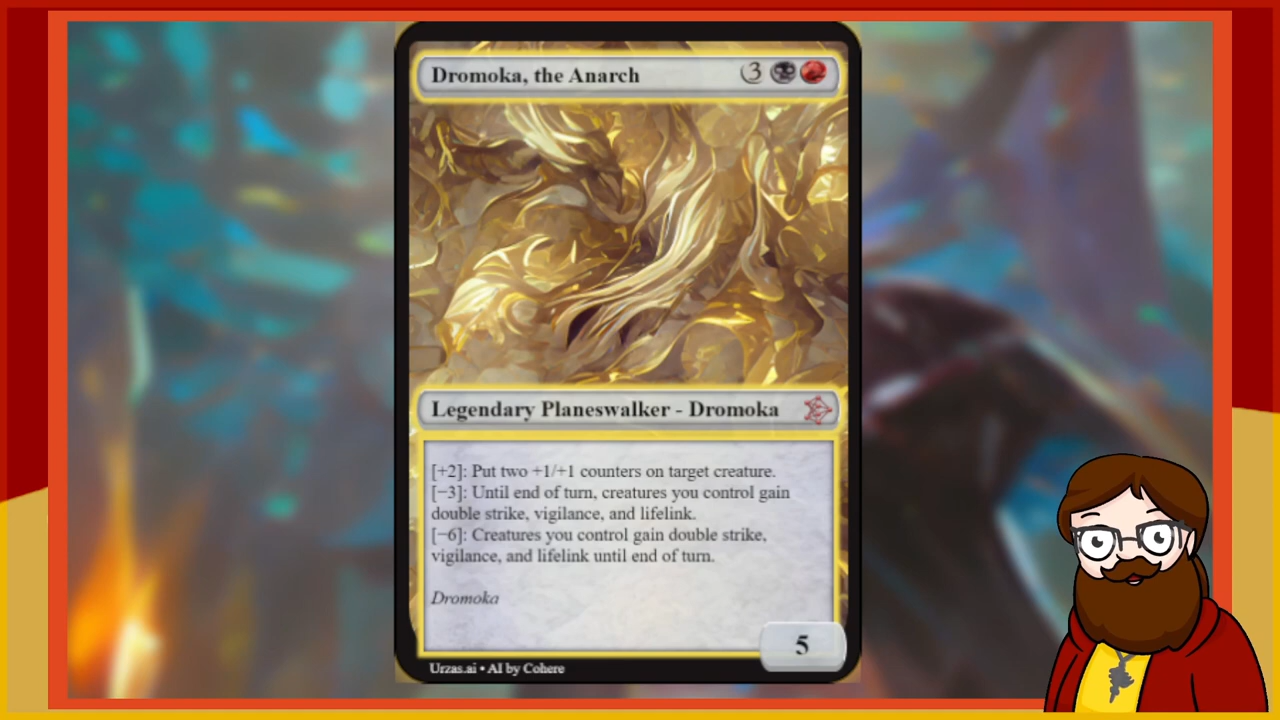 Dromoka, the Anarch 3
Legendary Planeswalker - Dromoka
[+2]: Put two +1/+1 counters on target creature.
[−3]: Until end of turn, creatures you control gain
double strike, vigilance, and lifelink.
[−6]: Creatures you control gain double strike,
vigilance, and lifelink until end of turn.
Dromoka
5
Urzas.ai • AI by Cohere